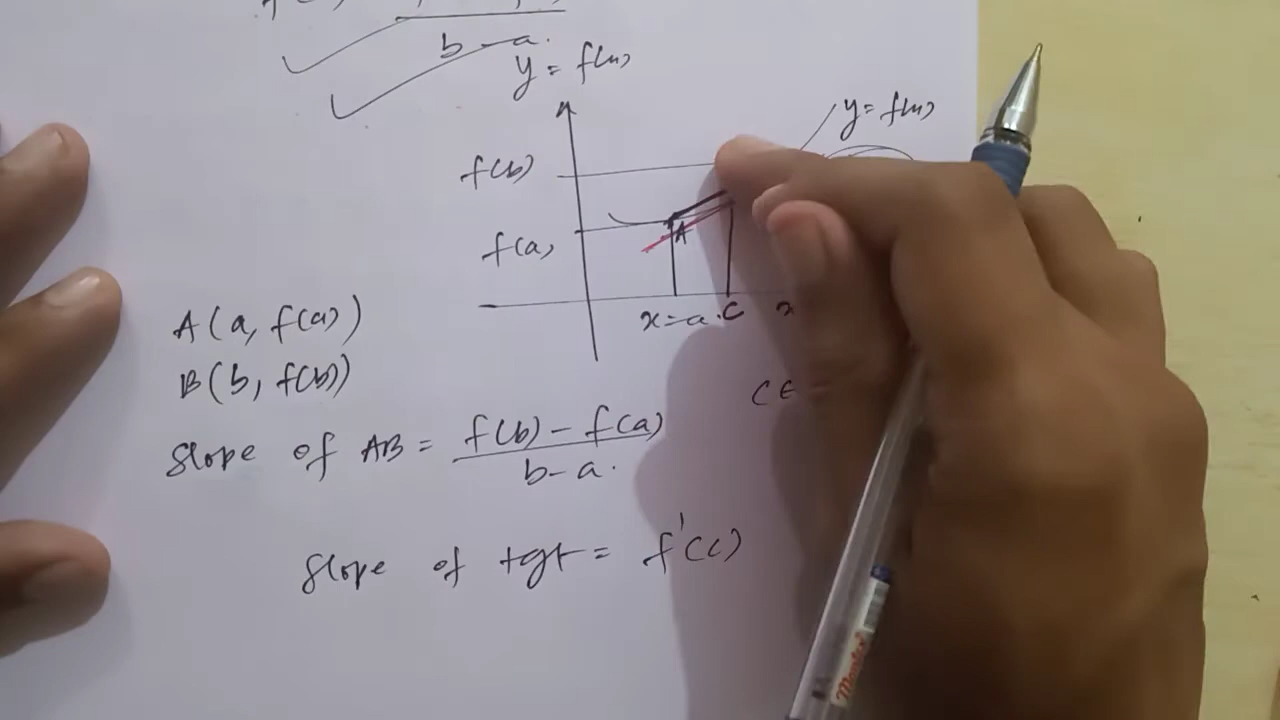 b - a.
y = f(x)
y = f(x)
f(b)
A
f(a)
x = a. C
A(a, f(a))
B(b, f(b))
C ∈
Slope of AB = f(b) - f(a)
b - a.
Slope of tgt = f'(c)